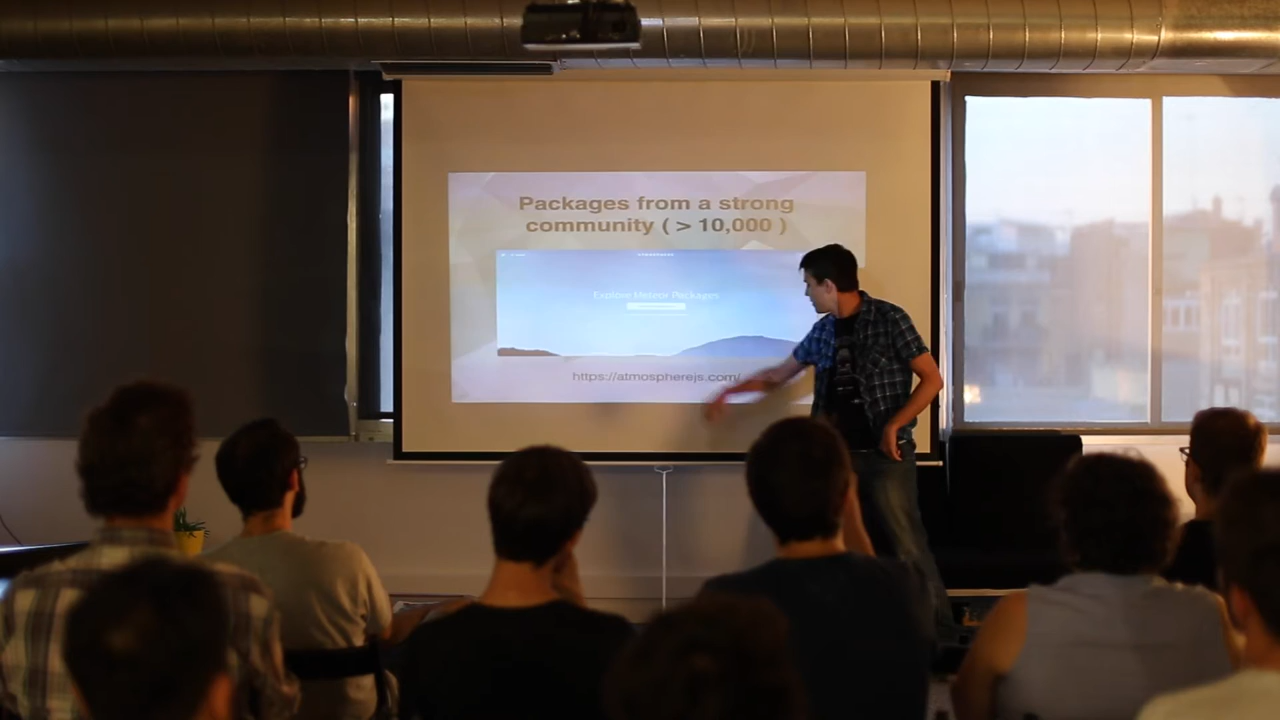 Packages from a strong
community ( > 10,000 )
Explore Meteor Packages
https://atmospherejs.com/